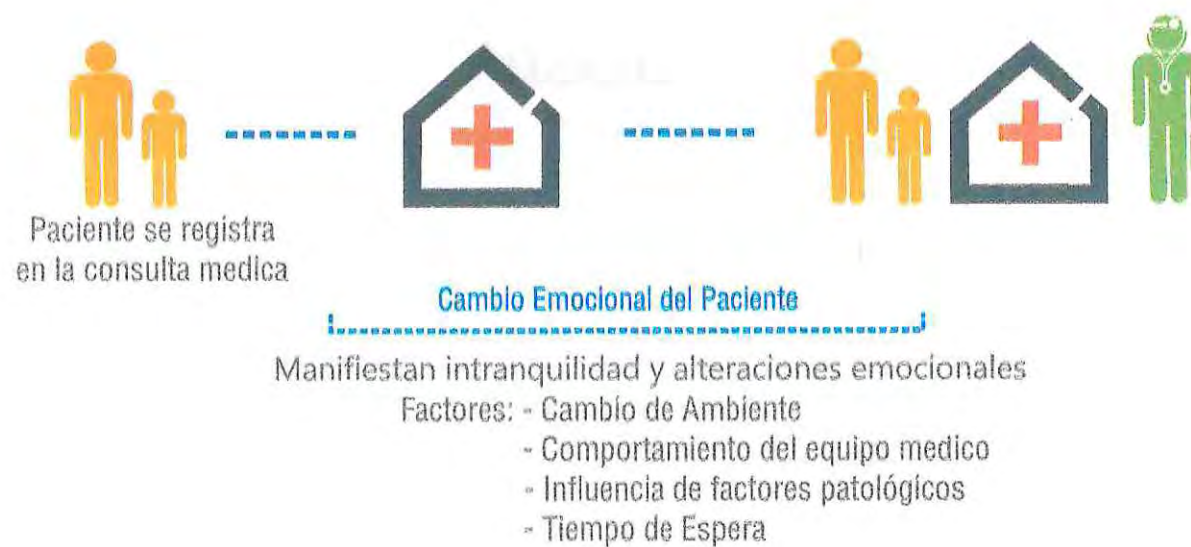 Paciente se registra
en la consulta medica
Cambio Emocional del Paciente
Manifiestan intranquilidad y alteraciones emocionales
Factores: - Cambio de Ambiente
- Comportamiento del equipo medico
- Influencia de factores patológicos
- Tiempo de Espera